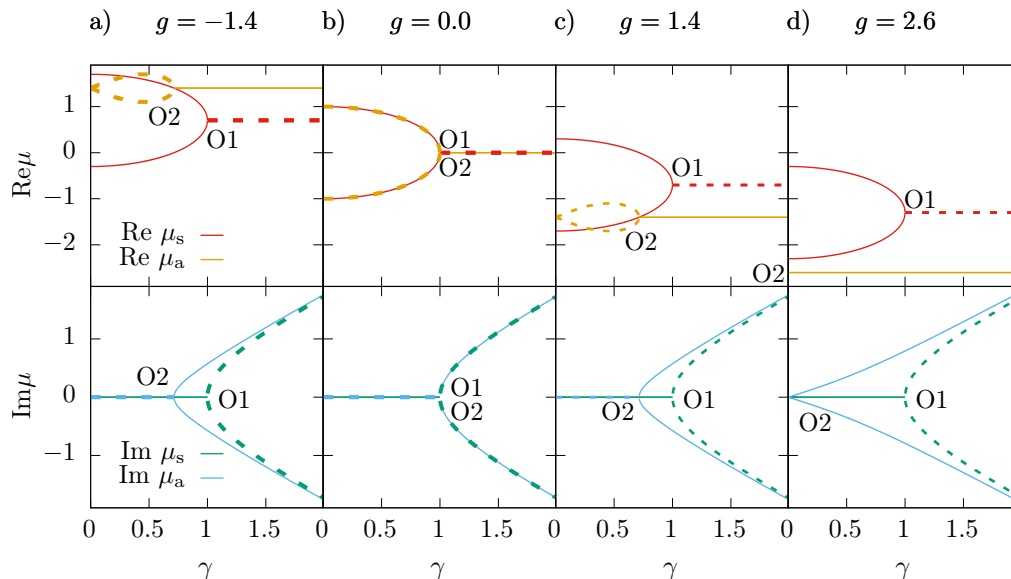 a) g = −1.4 b) g = 0.0 c) g = 1.4 d) g = 2.6
Reμ
1
0
−1
−2
O2
O1
Re μs
Re μa
O1
O2
O1
O2
O1
O2
Imμ
1
0
−1
O2
O1
Im μs
Im μa
O1
O2
O2
O1
O1
O2
0 0.5 1 1.5 0 0.5 1 1.5 0 0.5 1 1.5 0 0.5 1 1.5
γ γ γ γ